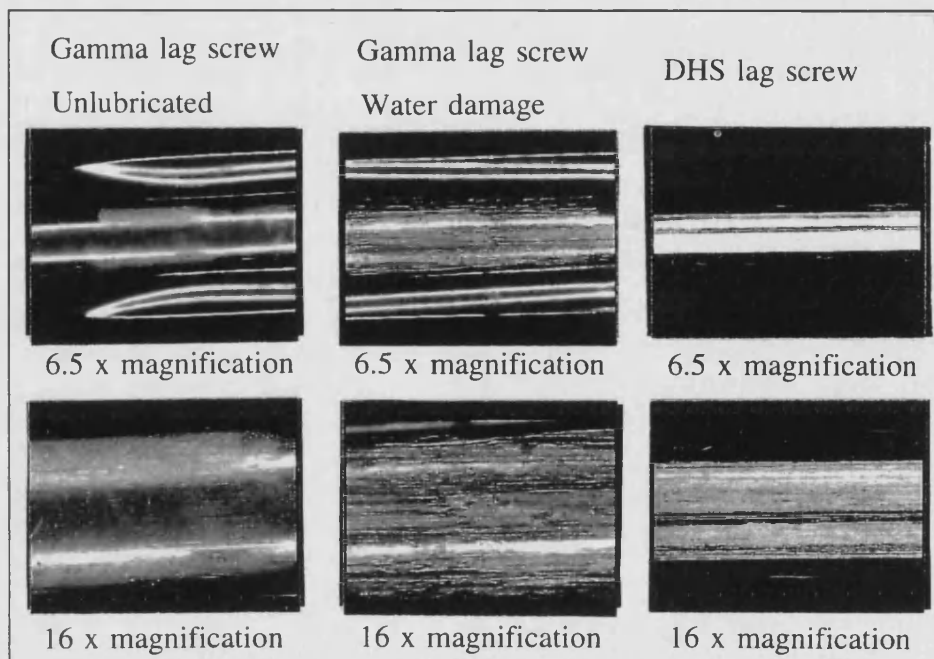 Gamma lag screw
Unlubricated
Gamma lag screw
Water damage
DHS lag screw
6.5 x magnification
6.5 x magnification
6.5 x magnification
16 x magnification
16 x magnification
16 x magnification